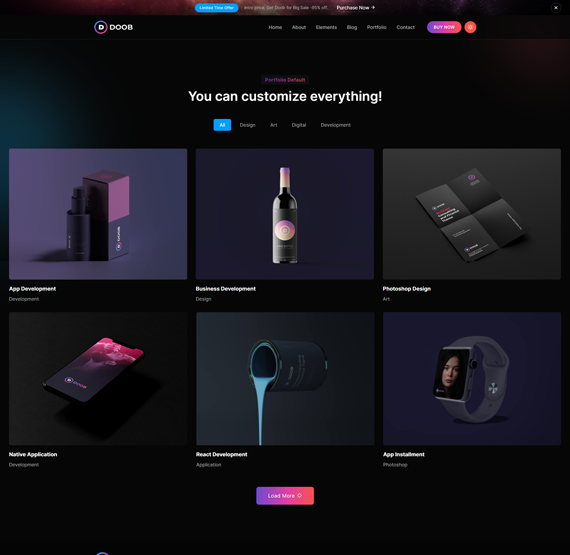 Limited Time Offer
Intro price. Get Doob for Big Sale -95% off.
Purchase Now
DOOB
Home
About
Elements
Blog
Portfolio
Contact
BUY NOW
Portfolio Default
You can customize everything!
All
Design
Art
Digital
Development
App Development
Development
Business Development
Design
Photoshop Design
Art
Native Application
Development
React Development
Application
App Installment
Photoshop
Load More